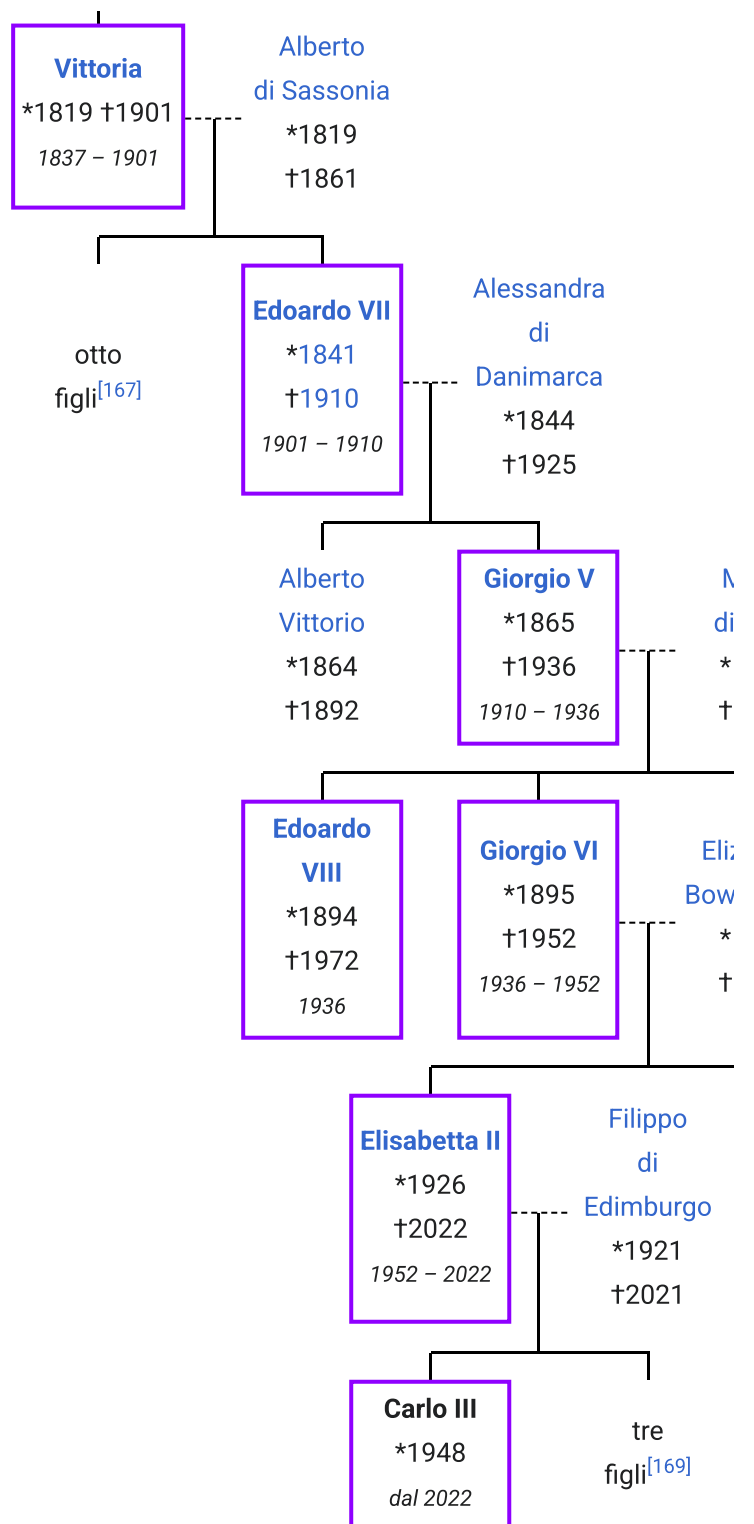 Vittoria
*1819 †1901
1837 – 1901
Alberto
di Sassonia
*1819
†1861
otto
figli[167]
Edoardo VII
*1841
†1910
1901 – 1910
Alessandra
di
Danimarca
*1844
†1925
Alberto
Vittorio
*1864
†1892
Giorgio V
*1865
†1936
1910 – 1936
di
*
†
Edoardo
VIII
*1894
†1972
1936
Giorgio VI
*1895
†1952
1936 – 1952
*
†
Elisabetta II
*1926
†2022
1952 – 2022
Filippo
di
Edimburgo
*1921
†2021
Carlo III
*1948
dal 2022
tre
figli[169]